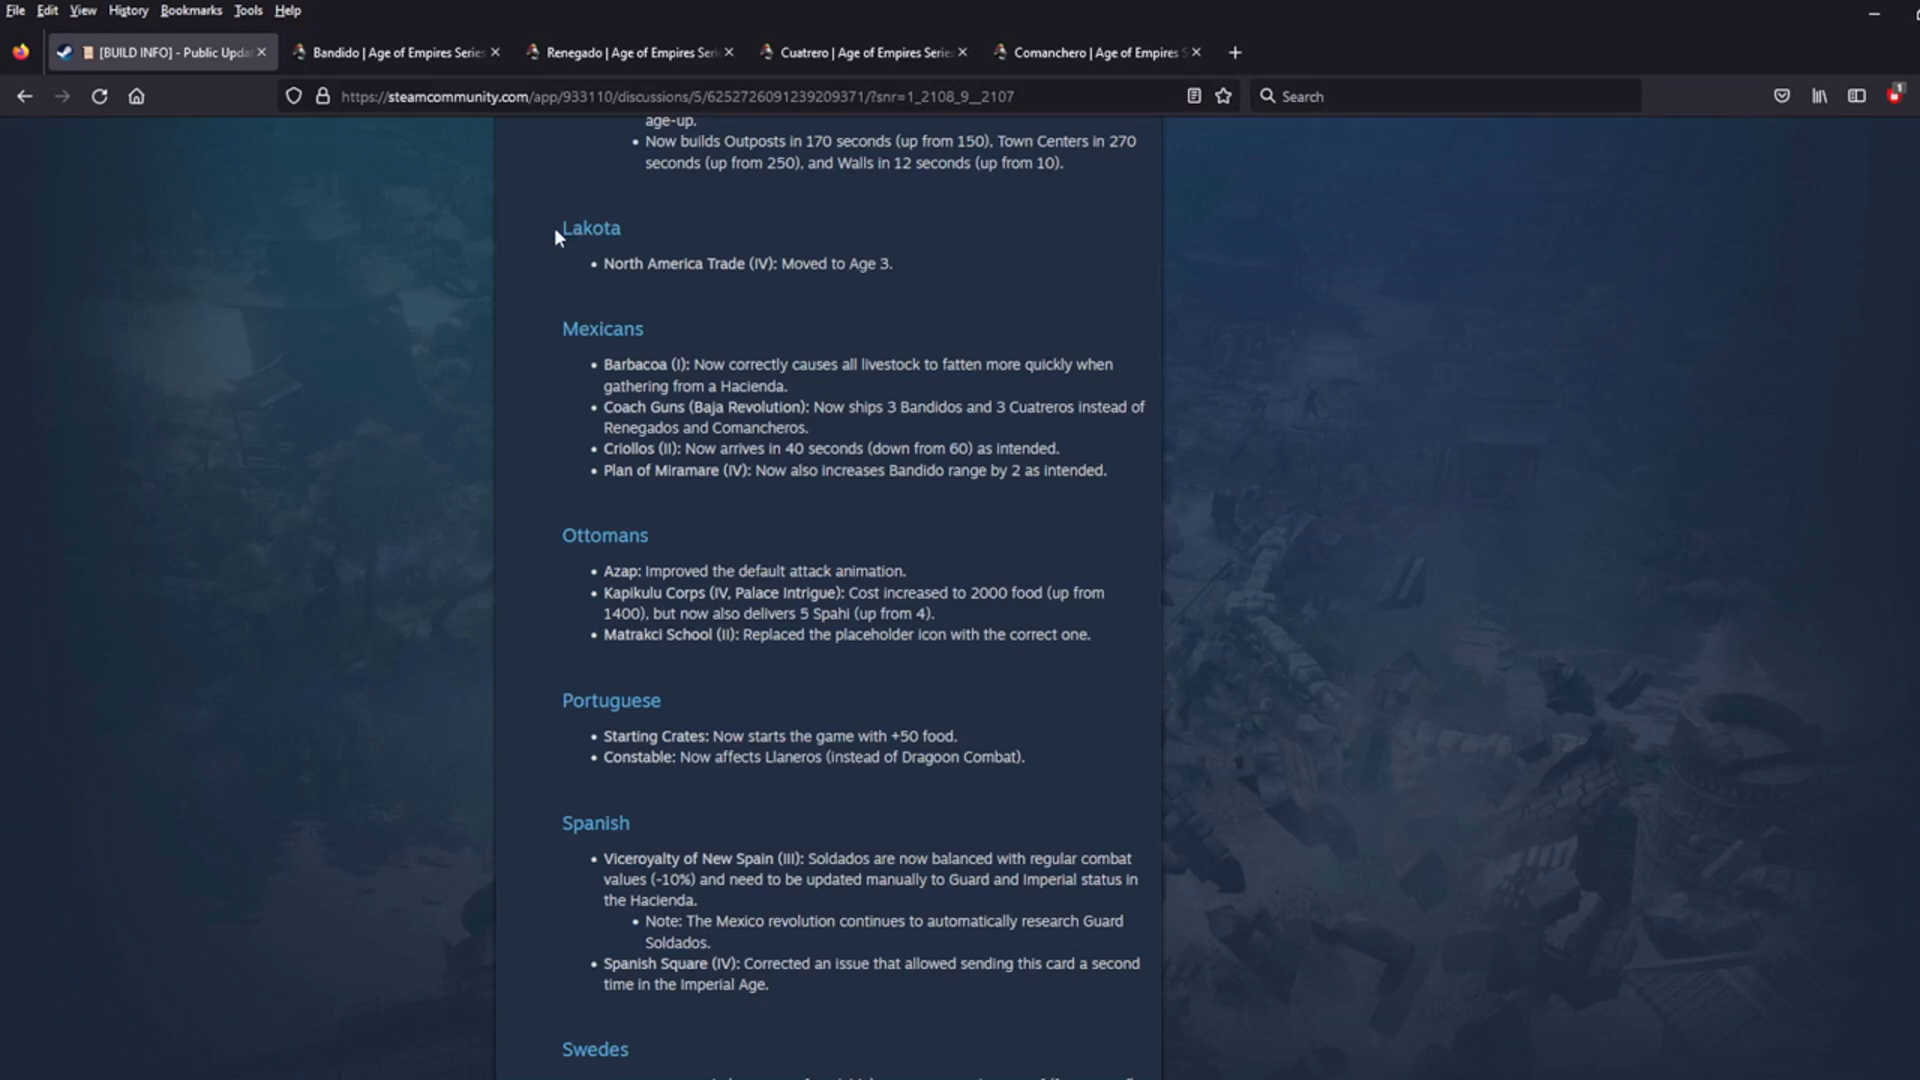 File Edit View History Bookmarks Tools Help
[BUILD INFO] - Public Upda
Bandido | Age of Empires Series
Renegado | Age of Empires Seri
Cuatrero | Age of Empires Serie
Comanchero | Age of Empires S
https://steamcommunity.com/app/933110/discussions/5/6252726091239209371/?snr=1_2108_9__2107
Search
1
age-up.
• Now builds Outposts in 170 seconds (up from 150), Town Centers in 270
seconds (up from 250), and Walls in 12 seconds (up from 10).
Lakota
• North America Trade (IV): Moved to Age 3.
Mexicans
• Barbacoa (I): Now correctly causes all livestock to fatten more quickly when
gathering from a Hacienda.
• Coach Guns (Baja Revolution): Now ships 3 Bandidos and 3 Cuatreros instead of
Renegados and Comancheros.
• Criollos (II): Now arrives in 40 seconds (down from 60) as intended.
• Plan of Miramare (IV): Now also increases Bandido range by 2 as intended.
Ottomans
• Azap: Improved the default attack animation.
• Kapikulu Corps (IV, Palace Intrigue): Cost increased to 2000 food (up from
1400), but now also delivers 5 Spahi (up from 4).
• Matrakci School (II): Replaced the placeholder icon with the correct one.
Portuguese
• Starting Crates: Now starts the game with +50 food.
• Constable: Now affects Llaneros (instead of Dragoon Combat).
Spanish
• Viceroyalty of New Spain (III): Soldados are now balanced with regular combat
values (-10%) and need to be updated manually to Guard and Imperial status in
the Hacienda.
• Note: The Mexico revolution continues to automatically research Guard
Soldados.
• Spanish Square (IV): Corrected an issue that allowed sending this card a second
time in the Imperial Age.
Swedes